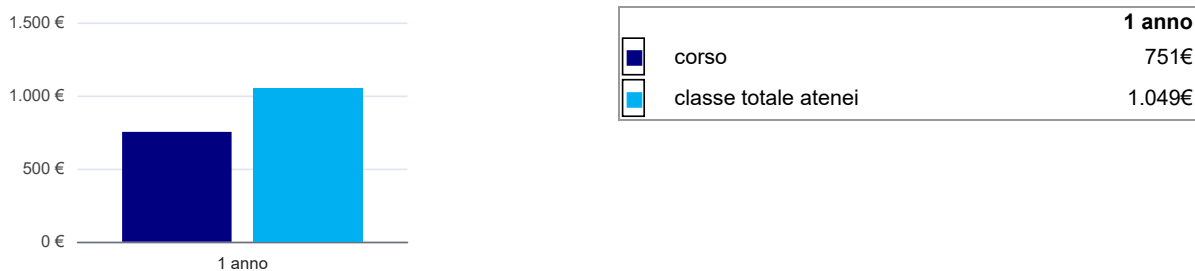 1.500 €
1.000 €
500 €
0 €
1 anno
1 anno
corso 751€
classe totale atenei 1.049€